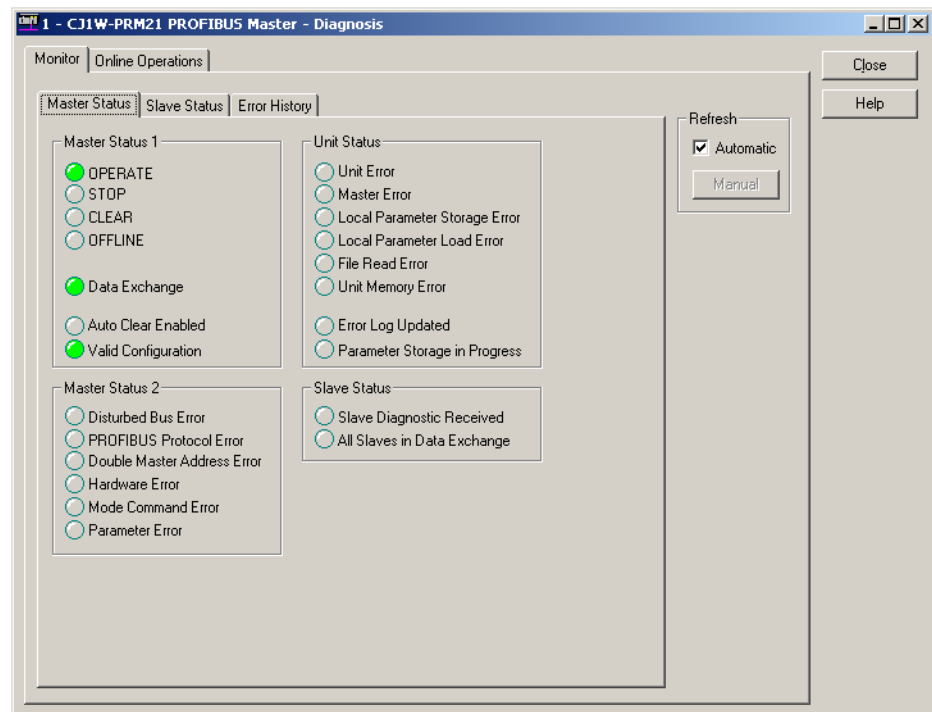 1 - CJ1W-PRM21 PROFIBUS Master - Diagnosis
Monitor
Online Operations
Close
Help
Master Status
Slave Status
Error History
Refresh
Automatic
Manual
Master Status 1
OPERATE
STOP
CLEAR
OFFLINE
Data Exchange
Auto Clear Enabled
Valid Configuration
Unit Status
Unit Error
Master Error
Local Parameter Storage Error
Local Parameter Load Error
File Read Error
Unit Memory Error
Error Log Updated
Parameter Storage in Progress
Master Status 2
Disturbed Bus Error
PROFIBUS Protocol Error
Double Master Address Error
Hardware Error
Mode Command Error
Parameter Error
Slave Status
Slave Diagnostic Received
All Slaves in Data Exchange